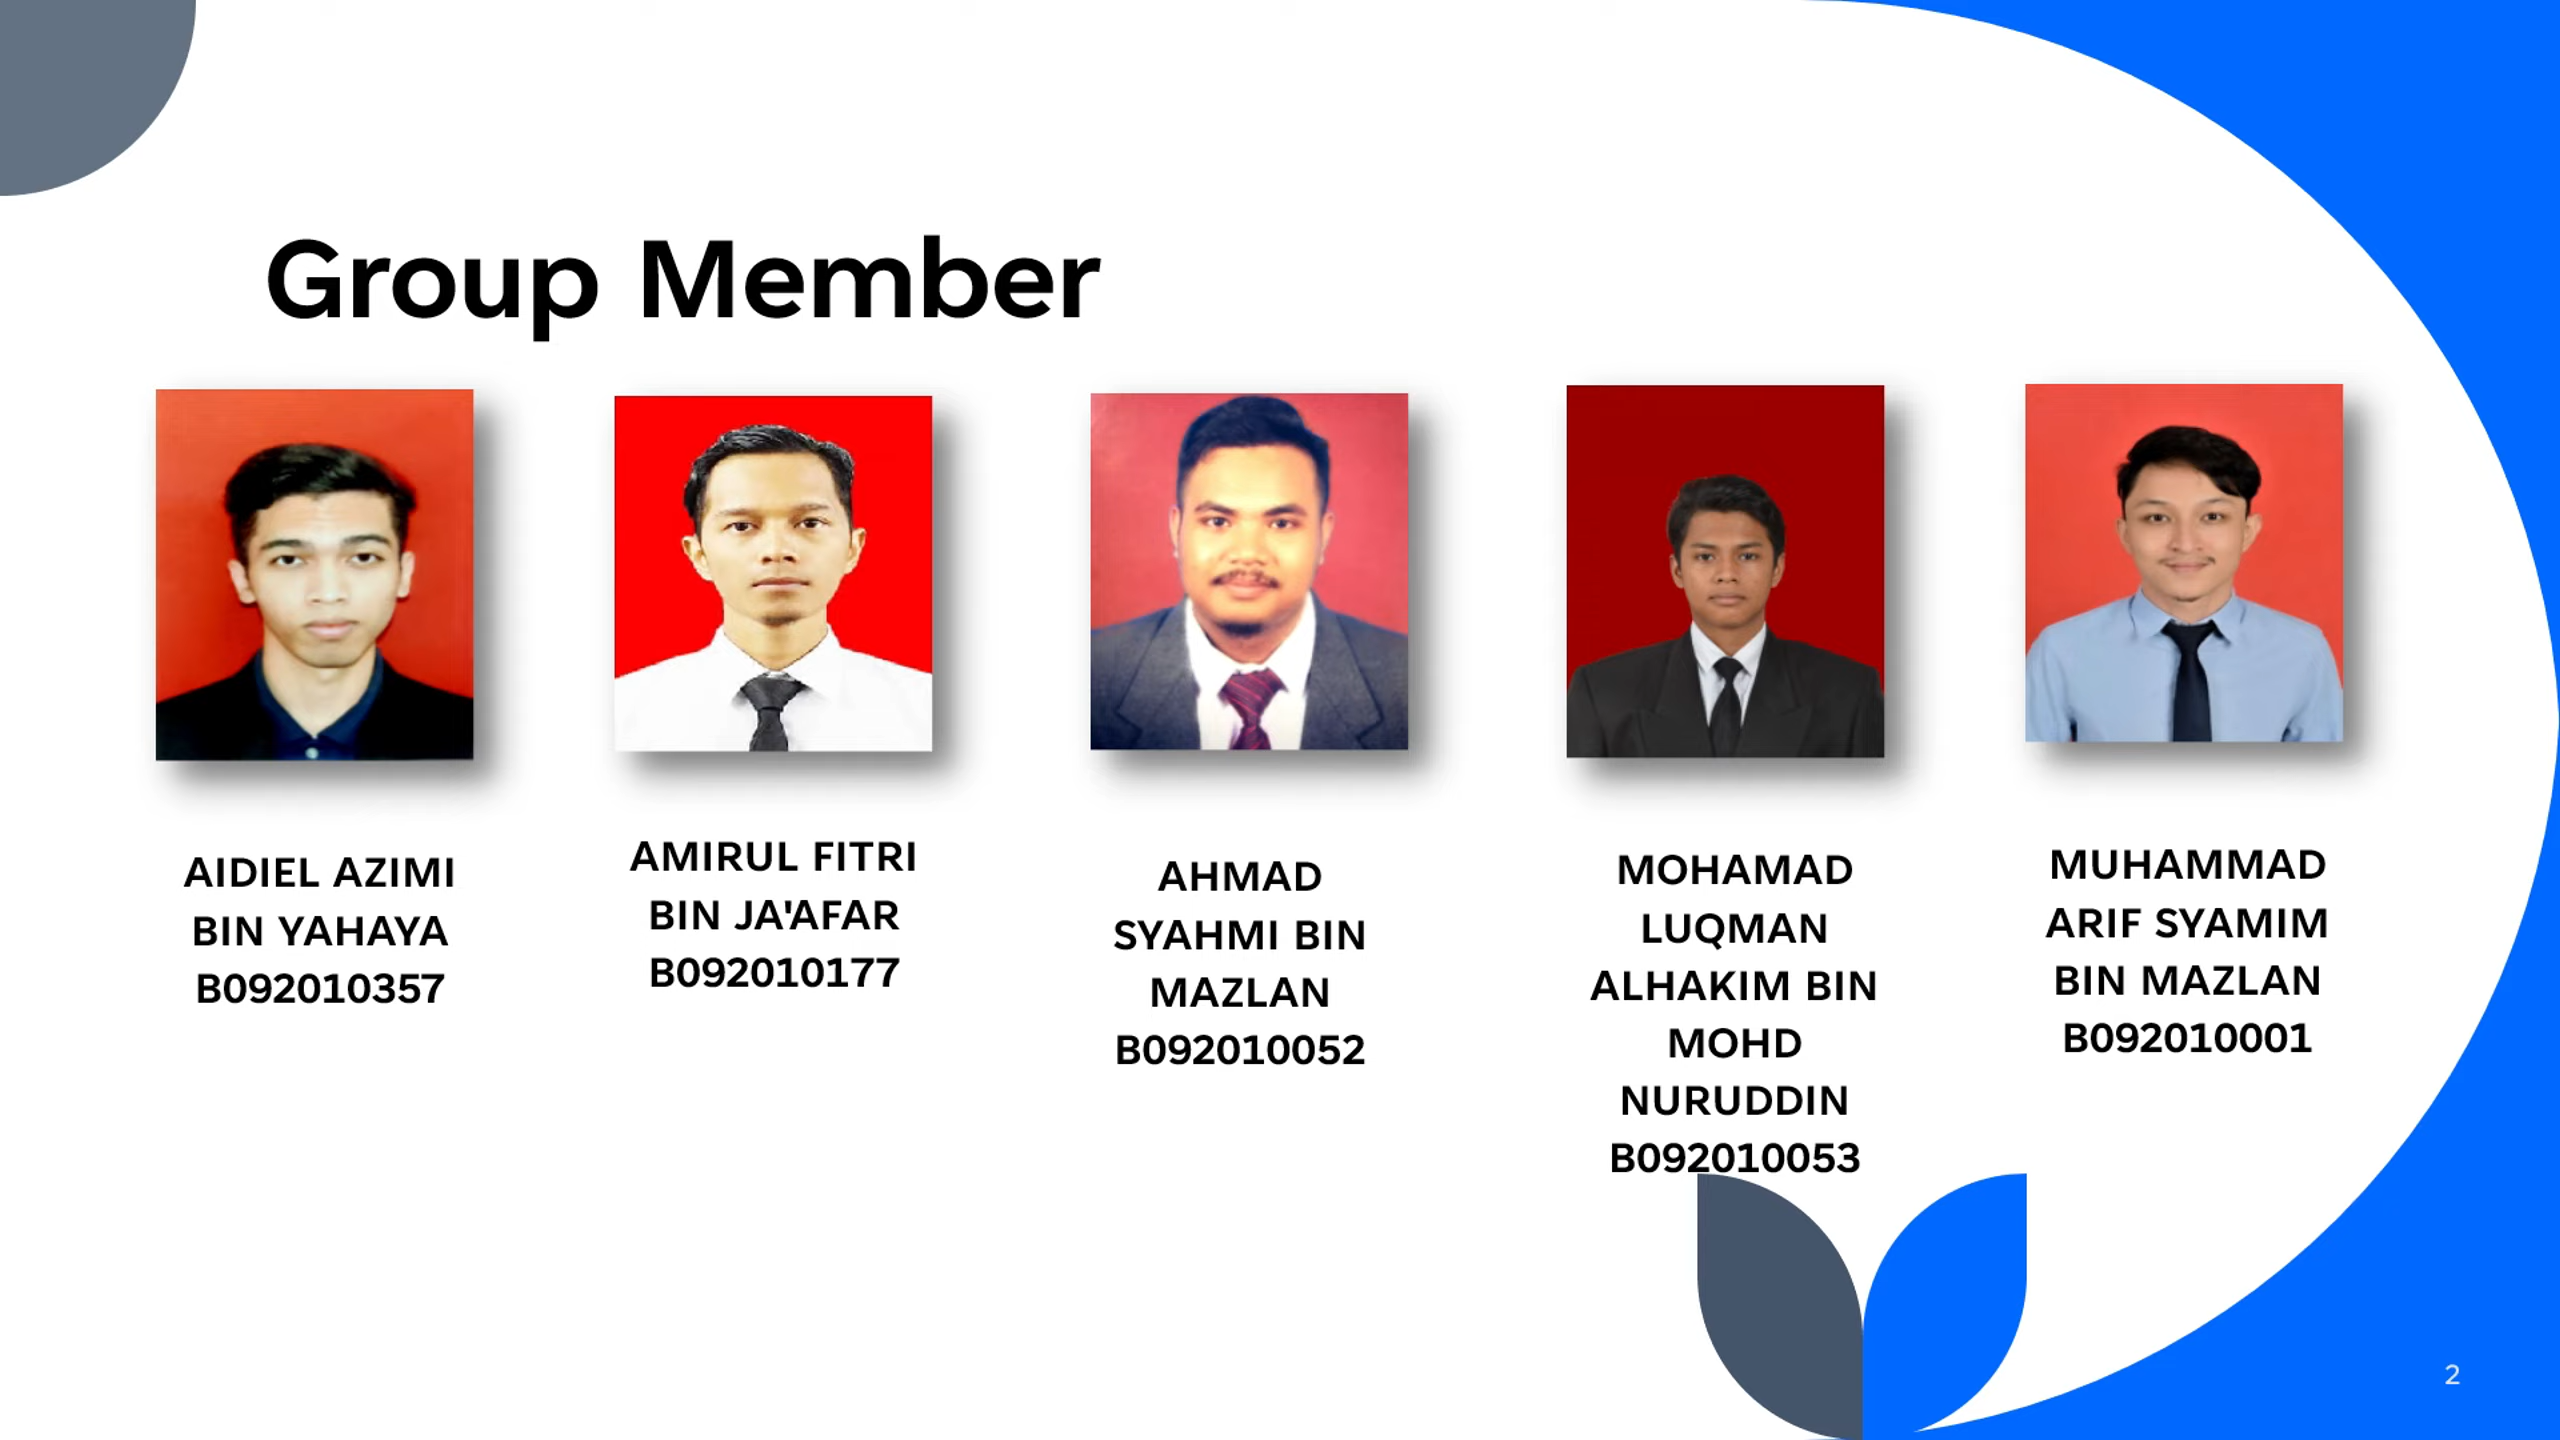 Group Member
AIDIEL AZIMI
BIN YAHAYA
B092010357
AMIRUL FITRI
BIN JA'AFAR
B092010177
AHMAD
SYAHMI BIN
MAZLAN
B092010052
MOHAMAD
LUQMAN
ALHAKIM BIN
MOHD
NURUDDIN
B092010053
MUHAMMAD
ARIF SYAMIM
BIN MAZLAN
B092010001
2